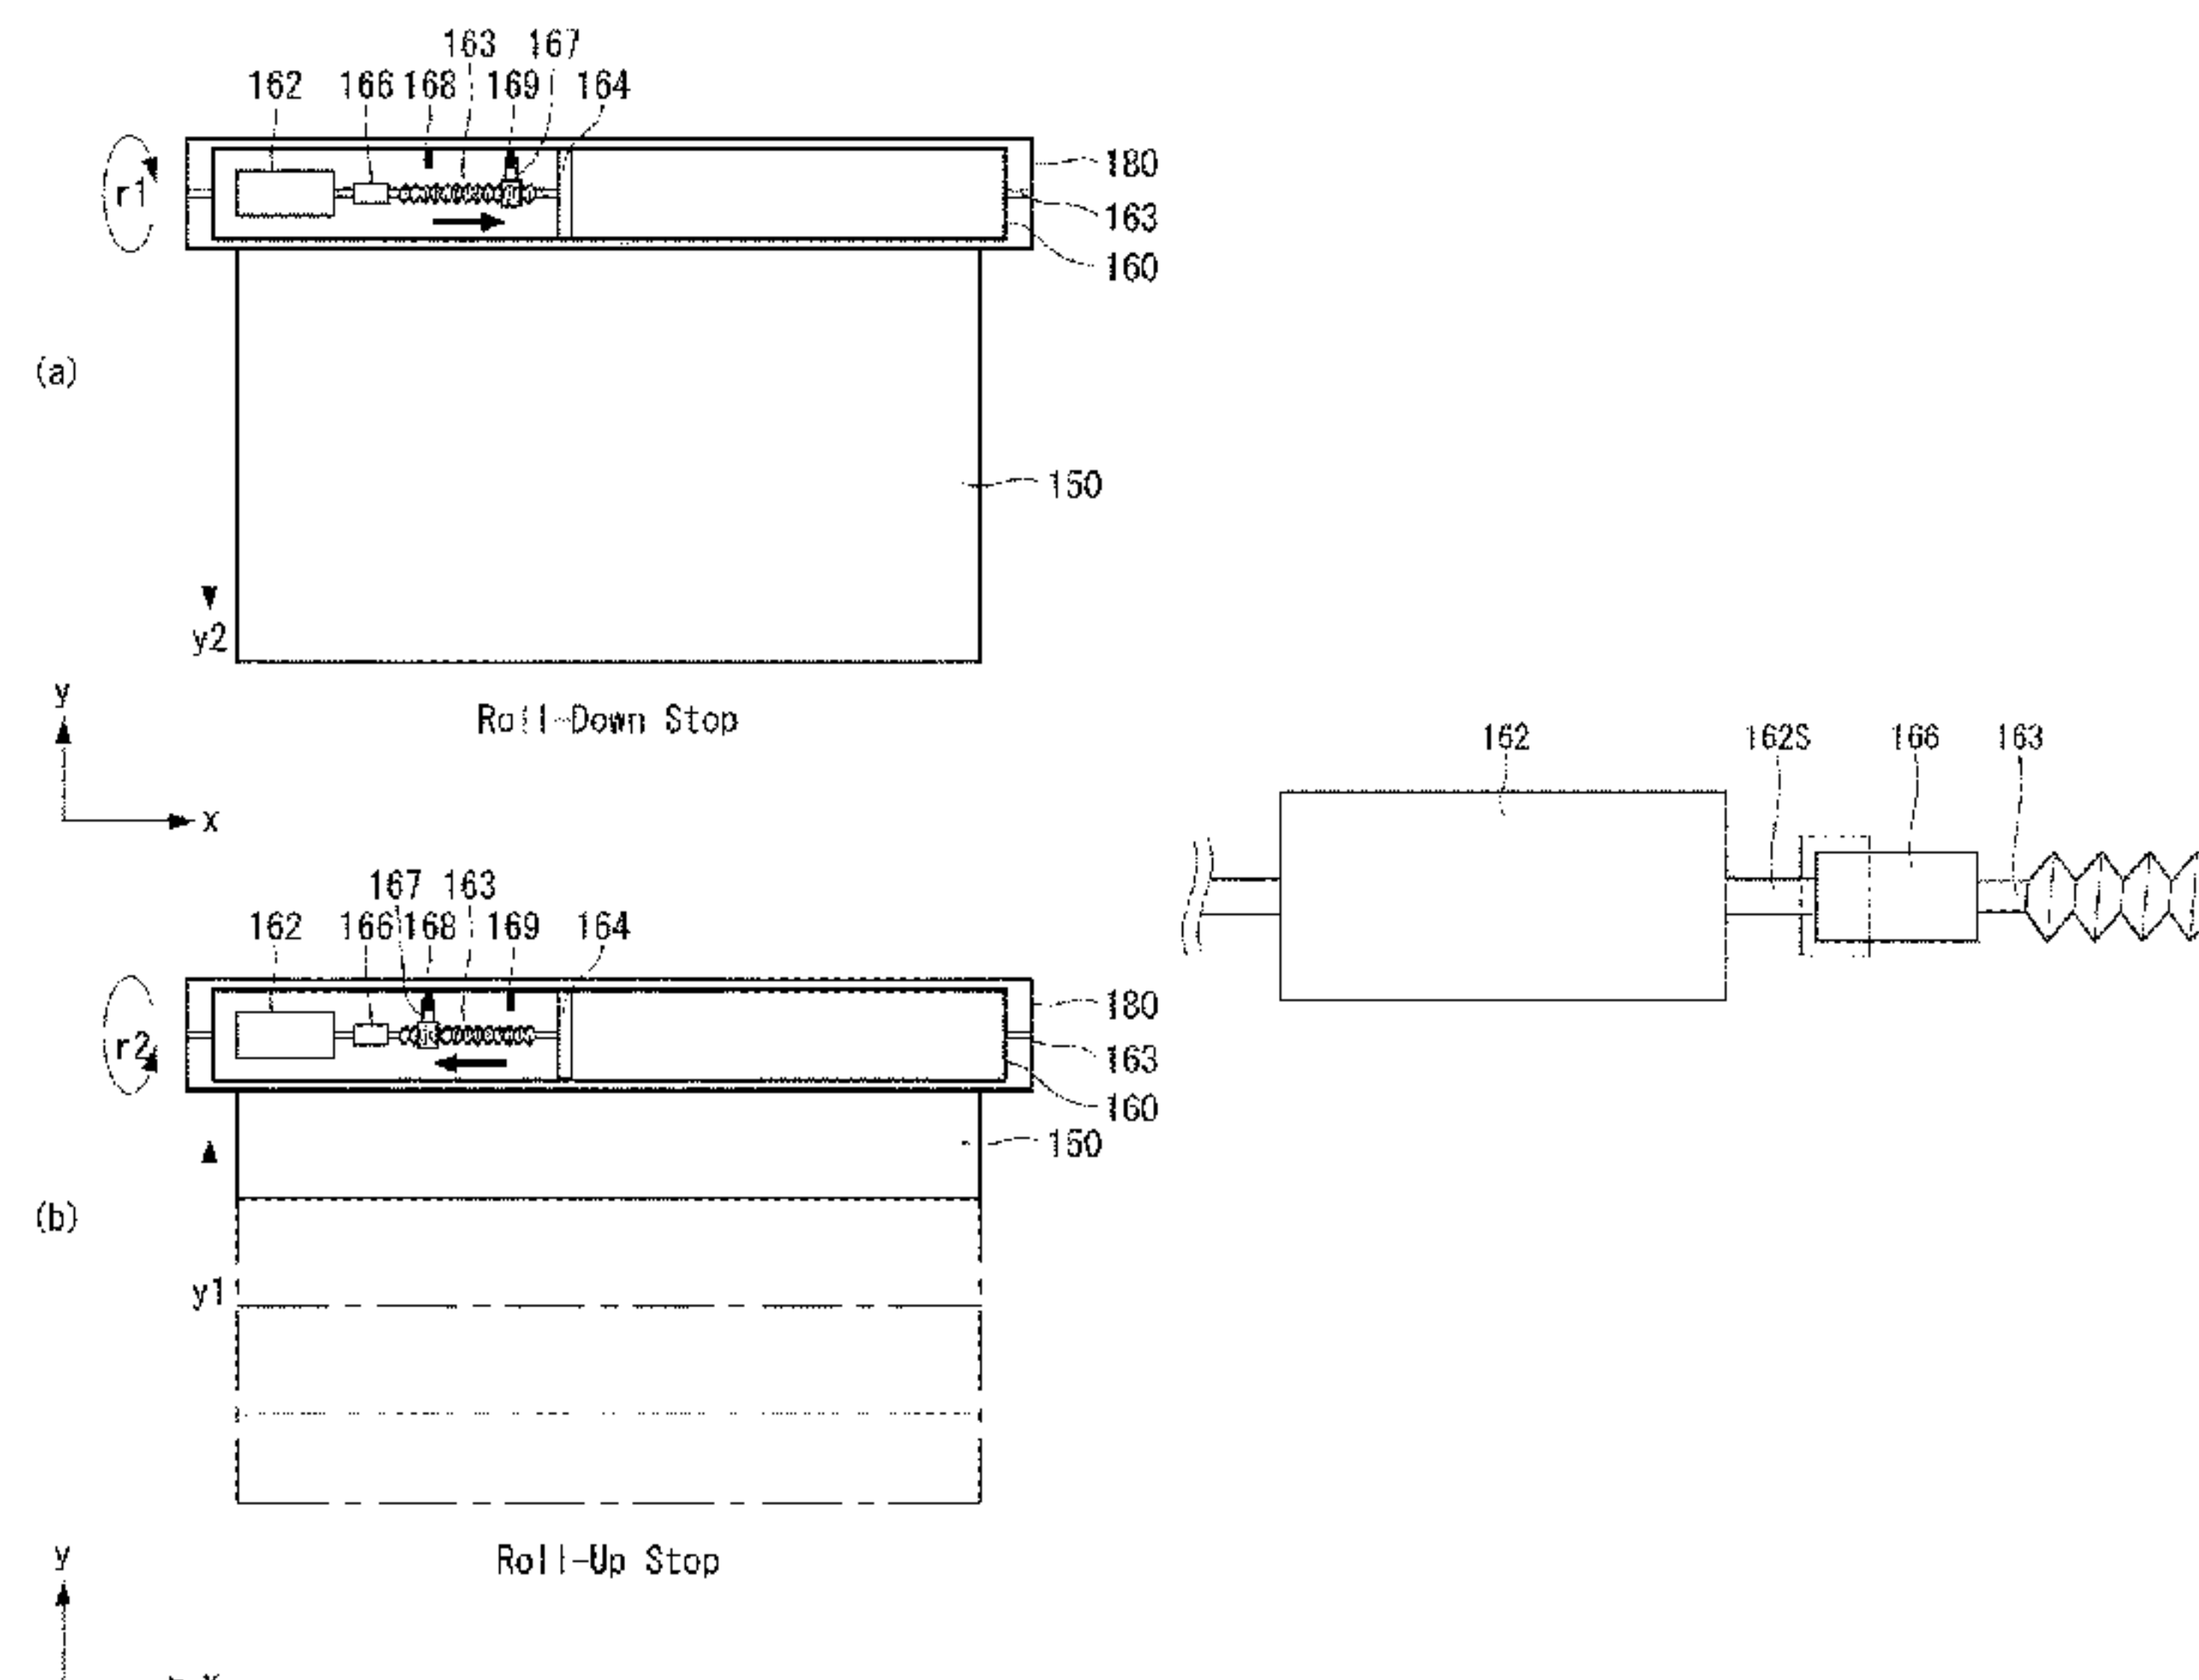 163 167
162 166 168 169 164
r1
180
163
160
(a)
150
y2
y
Roll-Down Stop
x
162 162S 166 163
167 163
162 166 168 169 164
r2
180
163
160
150
(b)
y1
Roll-Up Stop
y